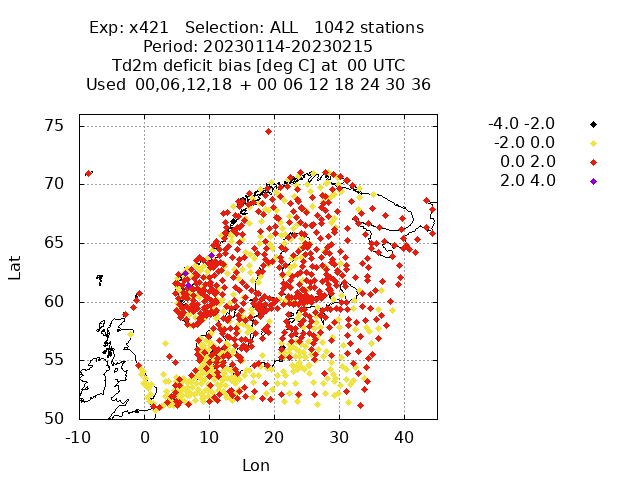 Exp: x421 Selection: ALL 1042 stations
Period: 20230114-20230215
Td2m deficit bias [deg C] at 00 UTC
Used 00,06,12,18 + 00 06 12 18 24 30 36
-4.0 -2.0
-2.0 0.0
0.0 2.0
2.0 4.0
75
70
65
60
55
50
Lat
-10 0 10 20 30 40
Lon